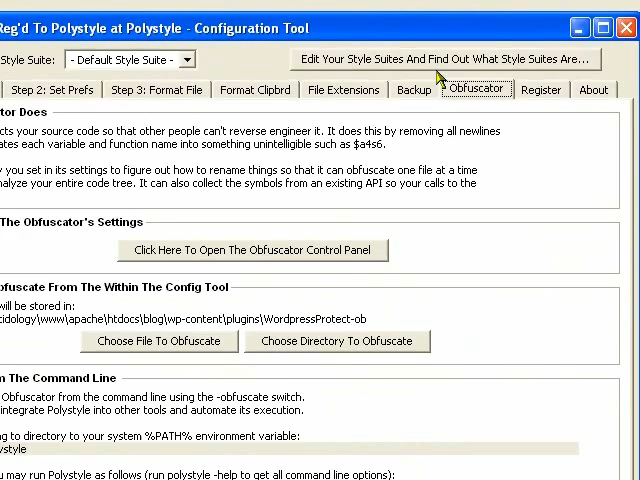 Reg'd To Polystyle at Polystyle - Configuration Tool
Style Suite: - Default Style Suite - Edit Your Style Suites And Find Out What Style Suites Are...
Step 2: Set Prefs Step 3: Format File Format Clipbrd File Extensions Backup Obfuscator Register About
tor Does
cts your source code so that other people can't reverse engineer it. It does this by removing all newlines
ates each variable and function name into something unintelligible such as $a4s6.
y you set in its settings to figure out how to rename things so that it can obfuscate one file at a time
nalyze your entire code tree. It can also collect the symbols from an existing API so your calls to the
The Obfuscator's Settings
Click Here To Open The Obfuscator Control Panel
bfuscate From The Within The Config Tool
will be stored in:
tidology\www\apache\htdocs\blog\wp-content\plugins\WordpressProtect-ob
Choose File To Obfuscate Choose Directory To Obfuscate
m The Command Line
Obfuscator from the command line using the -obfuscate switch.
integrate Polystyle into other tools and automate its execution.
ng to directory to your system %PATH% environment variable:
ystyle
u may run Polystyle as follows (run polystyle -help to get all command line options):